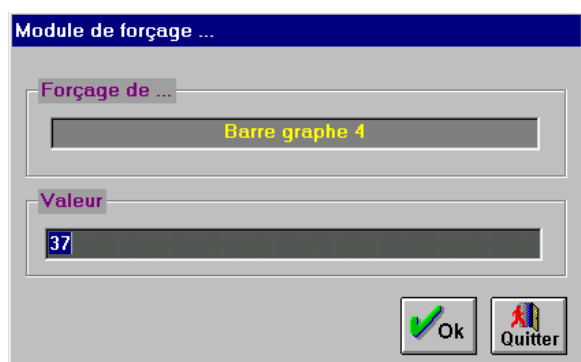 Module de forçage ...
Forçage de ...
Barre graphe 4
Valeur
37
Ok
Quitter